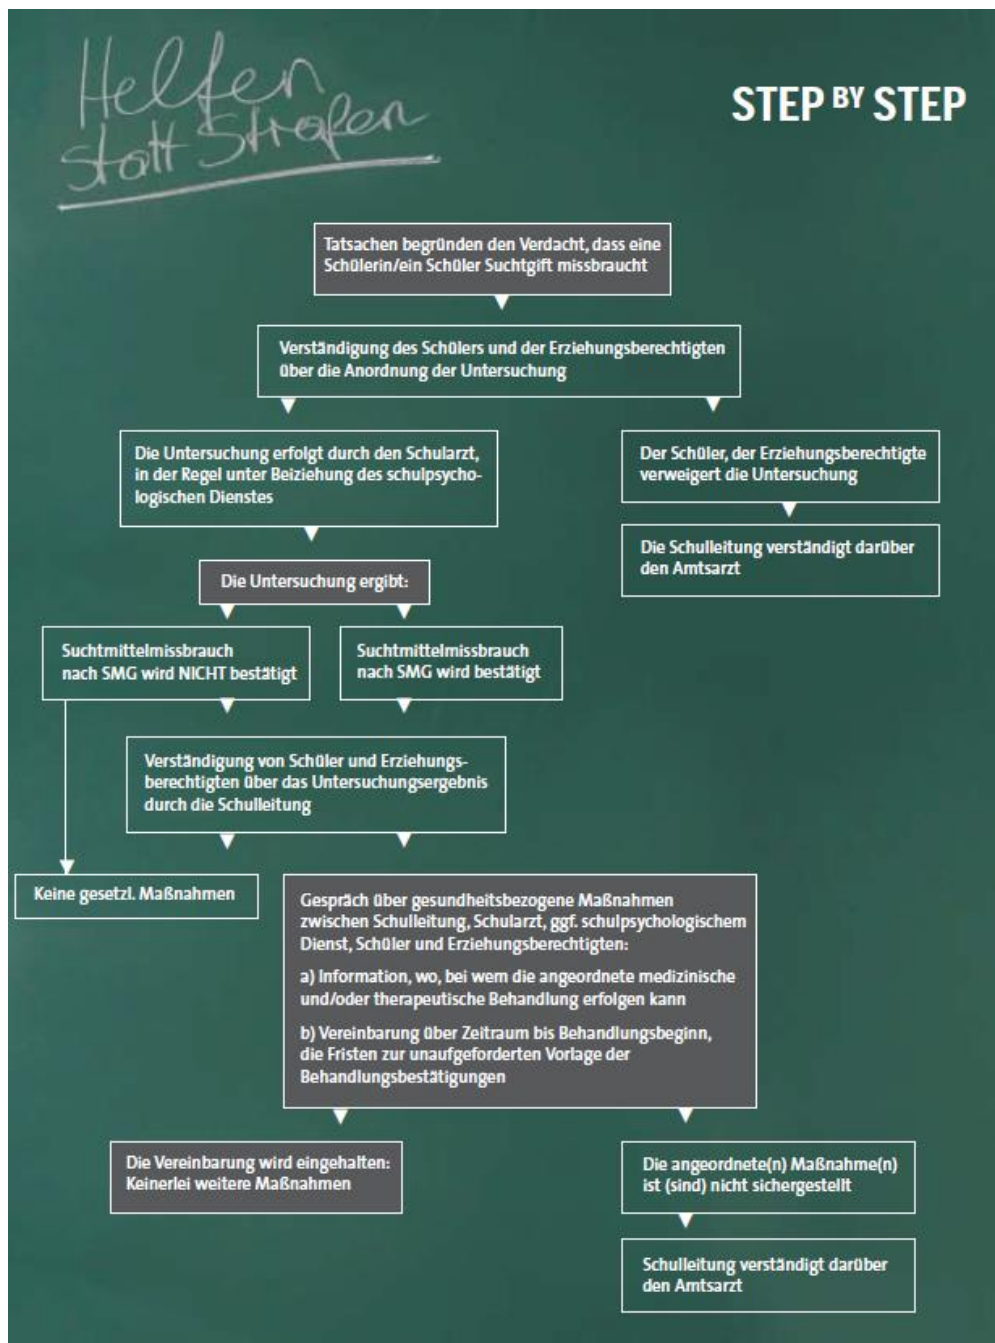 Helfen
statt Strafen
STEP BY STEP
Tatsachen begründen den Verdacht, dass eine
Schülerin/ein Schüler Suchtgift missbraucht
Verständigung des Schülers und der Erziehungsberechtigten
über die Anordnung der Untersuchung
Die Untersuchung erfolgt durch den Schularzt,
in der Regel unter Beiziehung des schulpsycho-
logischen Dienstes
Der Schüler, der Erziehungsberechtigte
verweigert die Untersuchung
Die Schulleitung verständigt darüber
den Amtsarzt
Die Untersuchung ergibt:
Suchtmittelmissbrauch
nach SMG wird NICHT bestätigt
Suchtmittelmissbrauch
nach SMG wird bestätigt
Verständigung von Schüler und Erziehungs-
berechtigten über das Untersuchungsergebnis
durch die Schulleitung
Keine gesetzl. Maßnahmen
Gespräch über gesundheitsbezogene Maßnahmen
zwischen Schulleitung, Schularzt, ggf. schulpsychologischem
Dienst, Schüler und Erziehungsberechtigten:
a) Information, wo, bei wem die angeordnete medizinische
und/oder therapeutische Behandlung erfolgen kann
b) Vereinbarung über Zeitraum bis Behandlungsbeginn,
die Fristen zur unaufgeforderten Vorlage der
Behandlungsbestätigungen
Die Vereinbarung wird eingehalten:
Keinerlei weitere Maßnahmen
Die angeordnete(n) Maßnahme(n)
ist (sind) nicht sichergestellt
Schulleitung verständigt darüber
den Amtsarzt